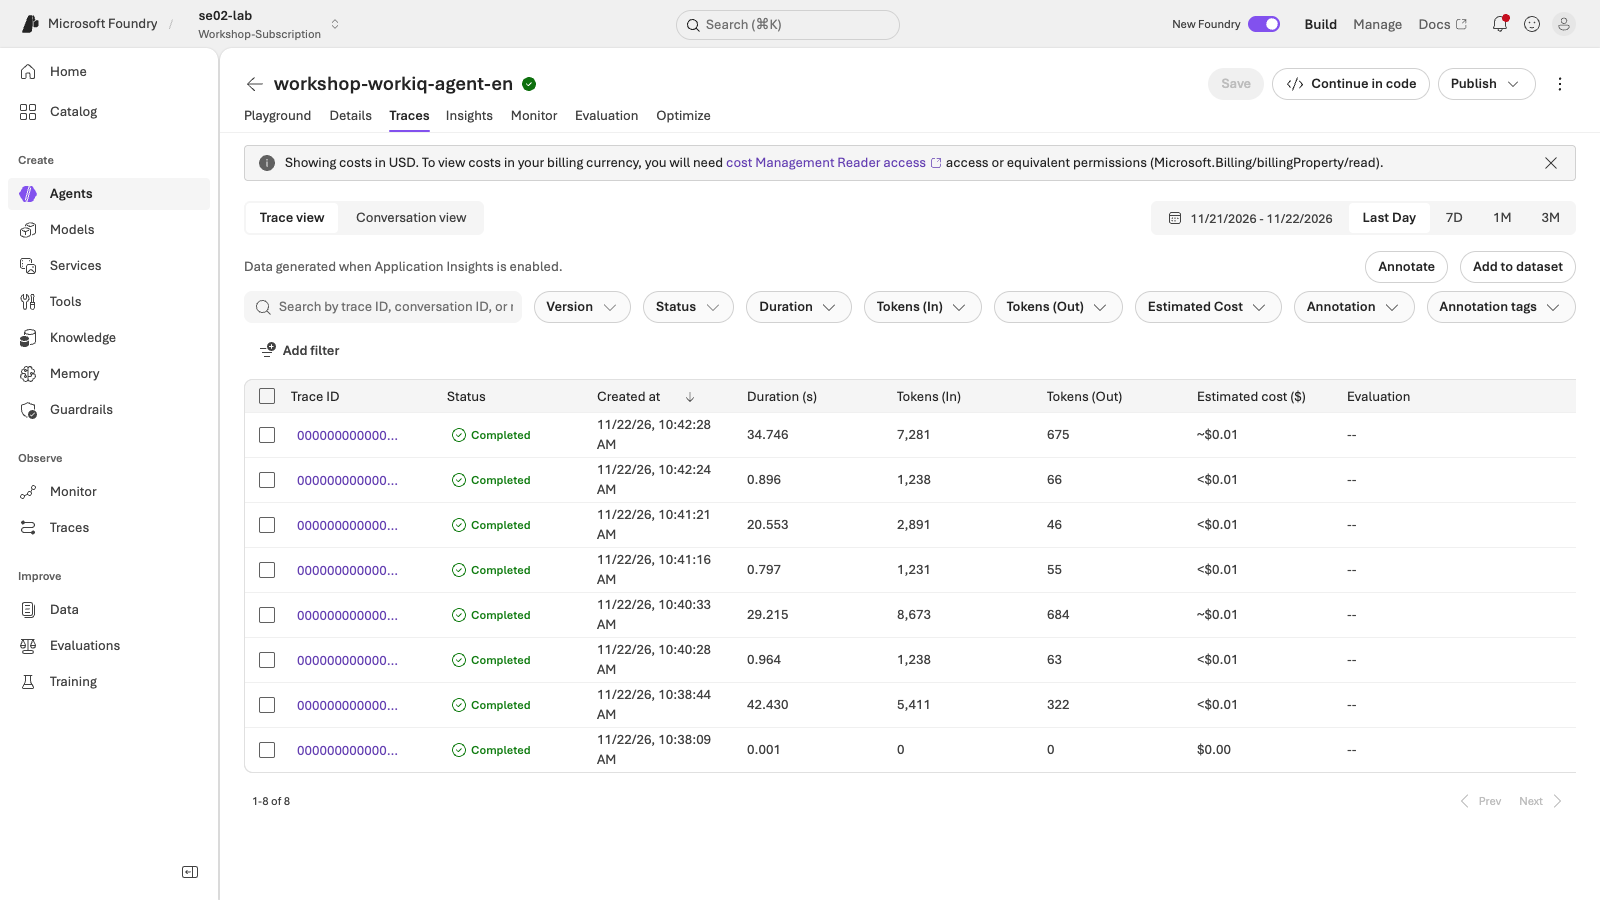 Microsoft Foundry / se02-lab
Workshop-Subscription
Search (⌘K)
New Foundry Build Manage Docs
Home
Catalog
Create
Agents
Models
Services
Tools
Knowledge
Memory
Guardrails
Observe
Monitor
Traces
Improve
Data
Evaluations
Training
workshop-workiq-agent-en
Save </> Continue in code Publish
Playground Details Traces Insights Monitor Evaluation Optimize
Showing costs in USD. To view costs in your billing currency, you will need cost Management Reader access access or equivalent permissions (Microsoft.Billing/billingProperty/read).
Trace view Conversation view
11/21/2026 - 11/22/2026 Last Day 7D 1M 3M
Data generated when Application Insights is enabled.
Annotate Add to dataset
Search by trace ID, conversation ID, or r
Version Status Duration Tokens (In) Tokens (Out) Estimated Cost Annotation Annotation tags
Add filter
Trace ID Status Created at Duration (s) Tokens (In) Tokens (Out) Estimated cost ($) Evaluation
000000000000... Completed 11/22/26, 10:42:28 AM 34.746 7,281 675 ~$0.01 --
000000000000... Completed 11/22/26, 10:42:24 AM 0.896 1,238 66 <$0.01 --
000000000000... Completed 11/22/26, 10:41:21 AM 20.553 2,891 46 <$0.01 --
000000000000... Completed 11/22/26, 10:41:16 AM 0.797 1,231 55 <$0.01 --
000000000000... Completed 11/22/26, 10:40:33 AM 29.215 8,673 684 ~$0.01 --
000000000000... Completed 11/22/26, 10:40:28 AM 0.964 1,238 63 <$0.01 --
000000000000... Completed 11/22/26, 10:38:44 AM 42.430 5,411 322 <$0.01 --
000000000000... Completed 11/22/26, 10:38:09 AM 0.001 0 0 $0.00 --
1-8 of 8
Prev Next